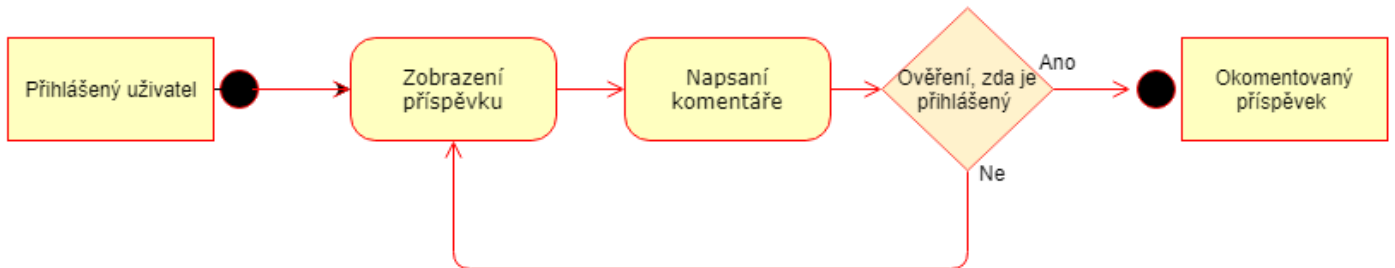 Přihlášený uživatel
Zobrazení
příspěvku
Napsaní
komentáře
Ověření, zda je
přihlášený
Ano
Ne
Okomentovaný
příspěvek